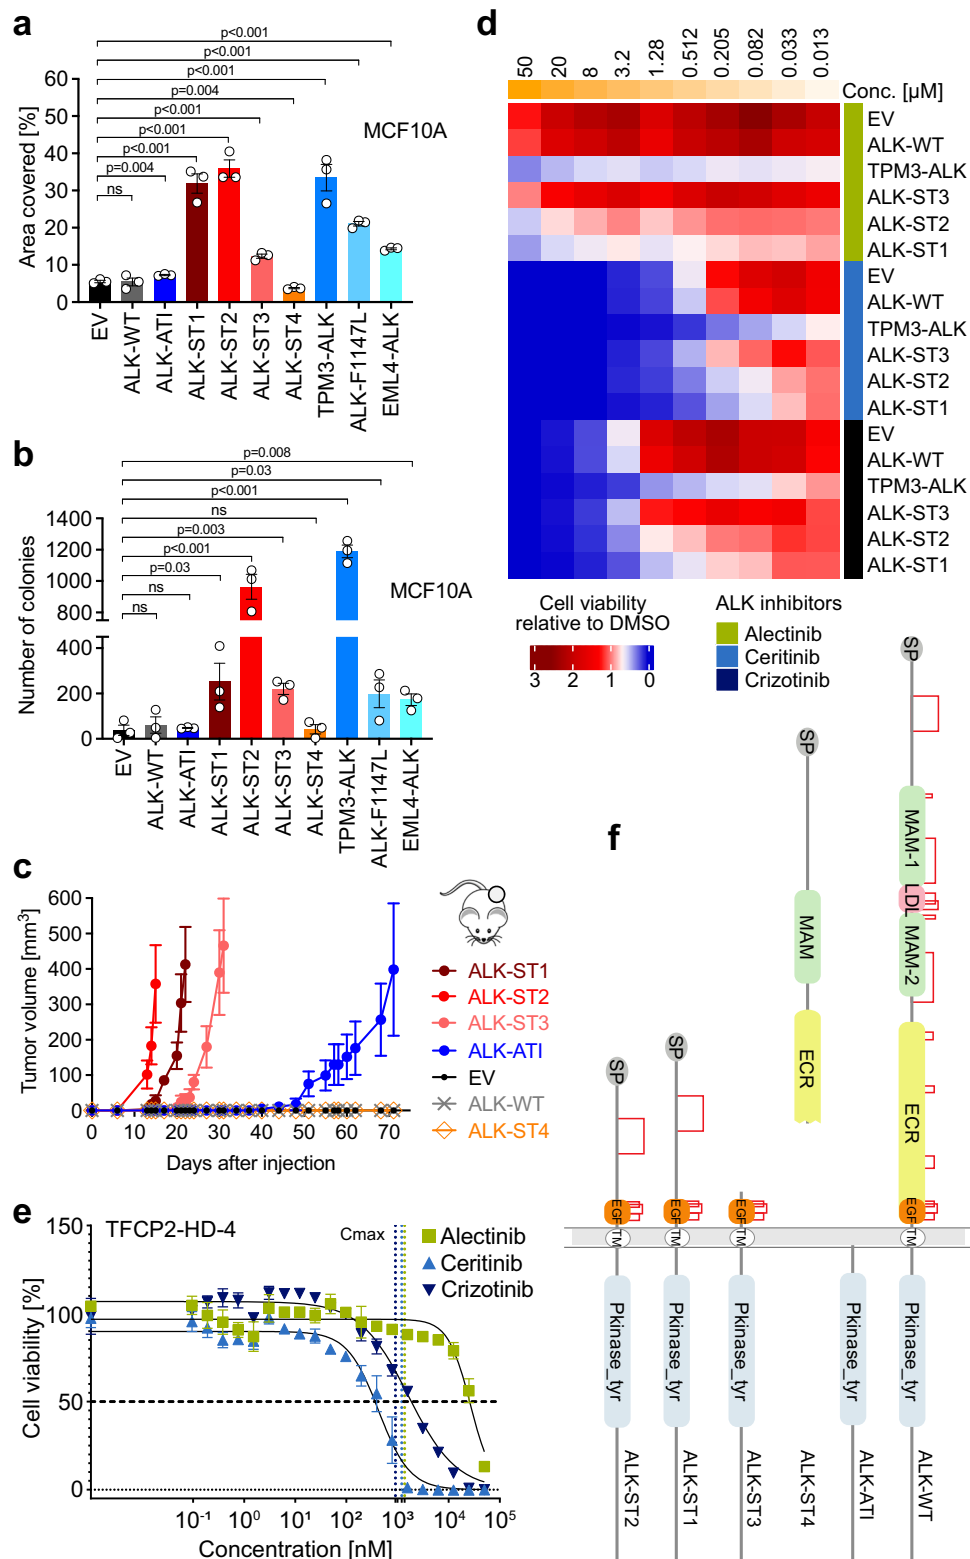 a
p<0.001
p<0.001
p<0.001
p=0.004
p<0.001
p<0.001
p<0.001
p=0.004
ns
MCF10A
Area covered [%]
60
50
40
30
20
10
0
EV
ALK-WT
ALK-ATI
ALK-ST1
ALK-ST2
ALK-ST3
ALK-ST4
TPM3-ALK
ALK-F1147L
EML4-ALK
b
p=0.008
p=0.03
p<0.001
ns
p=0.003
p<0.001
p=0.03
ns
ns
MCF10A
Number of colonies
1400
1200
1000
800
400
200
0
EV
ALK-WT
ALK-ATI
ALK-ST1
ALK-ST2
ALK-ST3
ALK-ST4
TPM3-ALK
ALK-F1147L
EML4-ALK
c
Tumor volume [mm³]
600
500
400
300
200
100
0
0 10 20 30 40 50 60 70
Days after injection
ALK-ST1
ALK-ST2
ALK-ST3
ALK-ATI
EV
ALK-WT
ALK-ST4
d
50 20 8 3.2 1.28 0.512 0.205 0.082 0.033 0.013
Conc. [µM]
EV
ALK-WT
TPM3-ALK
ALK-ST3
ALK-ST2
ALK-ST1
EV
ALK-WT
TPM3-ALK
ALK-ST3
ALK-ST2
ALK-ST1
EV
ALK-WT
TPM3-ALK
ALK-ST3
ALK-ST2
ALK-ST1
Cell viability
relative to DMSO
3 2 1 0
ALK inhibitors
Alectinib
Ceritinib
Crizotinib
e
TFCP2-HD-4
Cmax
Alectinib
Ceritinib
Crizotinib
Cell viability [%]
150
100
50
0
10⁻¹ 10⁰ 10¹ 10² 10³ 10⁴ 10⁵
Concentration [nM]
f
SP
EGF
TM
Pkinase_tyr
ALK-ST2
SP
EGF
TM
Pkinase_tyr
ALK-ST1
EGF
TM
Pkinase_tyr
ALK-ST3
SP
MAM
ECR
ALK-ST4
Pkinase_tyr
ALK-ATI
SP
MAM-1
LDL
MAM-2
ECR
EGF
TM
Pkinase_tyr
ALK-WT